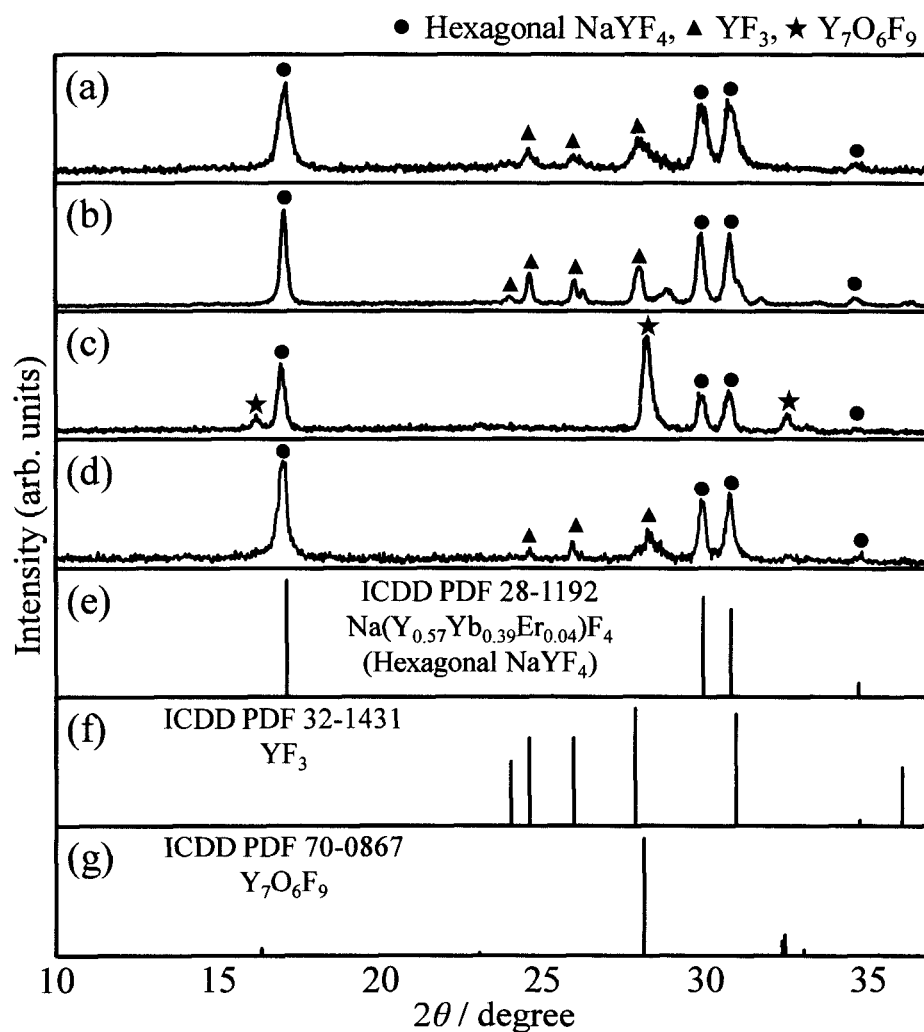 ● Hexagonal NaYF₄, ▲ YF₃, ★ Y₇O₆F₉
(a)
(b)
(c)
(d)
(e)
ICDD PDF 28-1192
Na(Y₀.₅₇Yb₀.₃₉Er₀.₀₄)F₄
(Hexagonal NaYF₄)
(f)
ICDD PDF 32-1431
YF₃
(g)
ICDD PDF 70-0867
Y₇O₆F₉
Intensity (arb. units)
10 15 20 25 30 35
2θ / degree